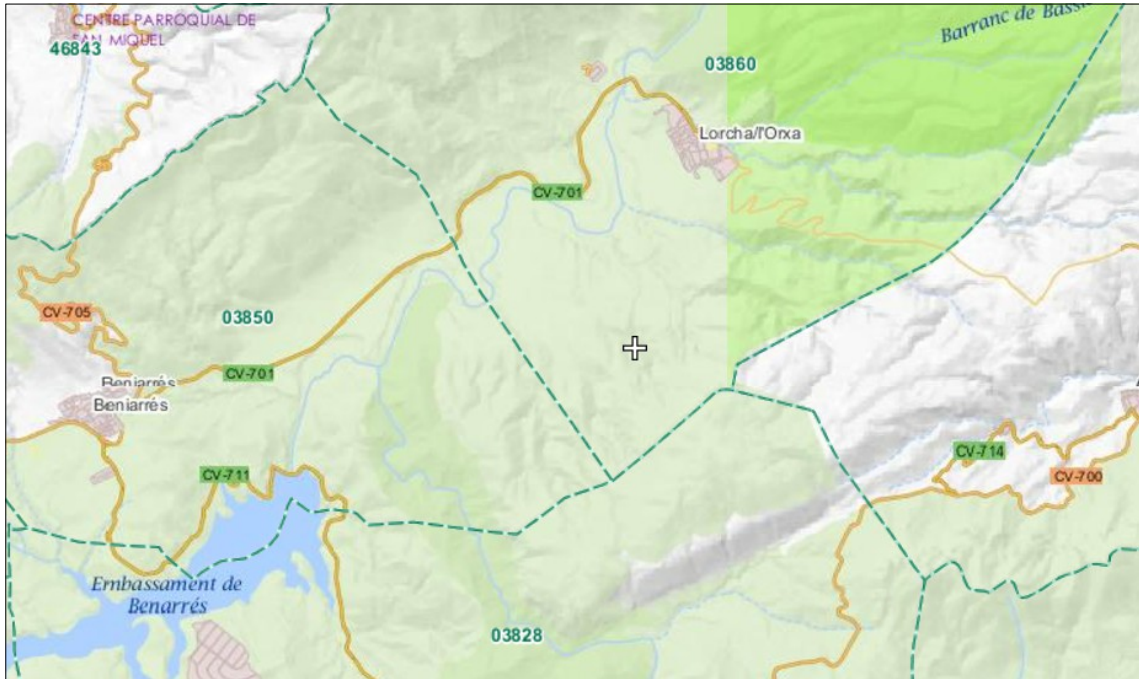 CENTRE PARROQUIAL DE
SAN MIQUEL
46843
Barranc de
03860
Lorcha/l'Orxa
CV-701
CV-705
03850
CV-701
Beniarrés
Beniarrés
CV-711
CV-714
CV-700
Embassament de
Benarrés
03828